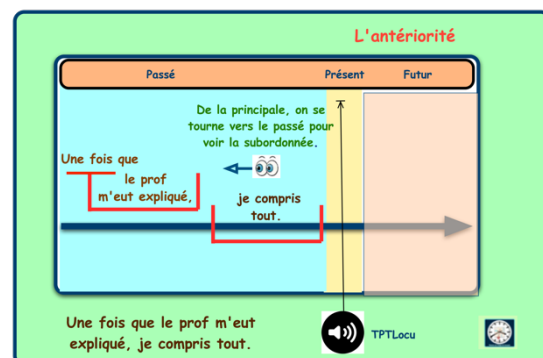 L'antériorité
Passé Présent Futur
De la principale, on se
tourne vers le passé pour
voir la subordonnée.
Une fois que
le prof
m'eut expliqué,
je compris
tout.
Une fois que le prof m'eut
expliqué, je compris tout.
TPTLocu